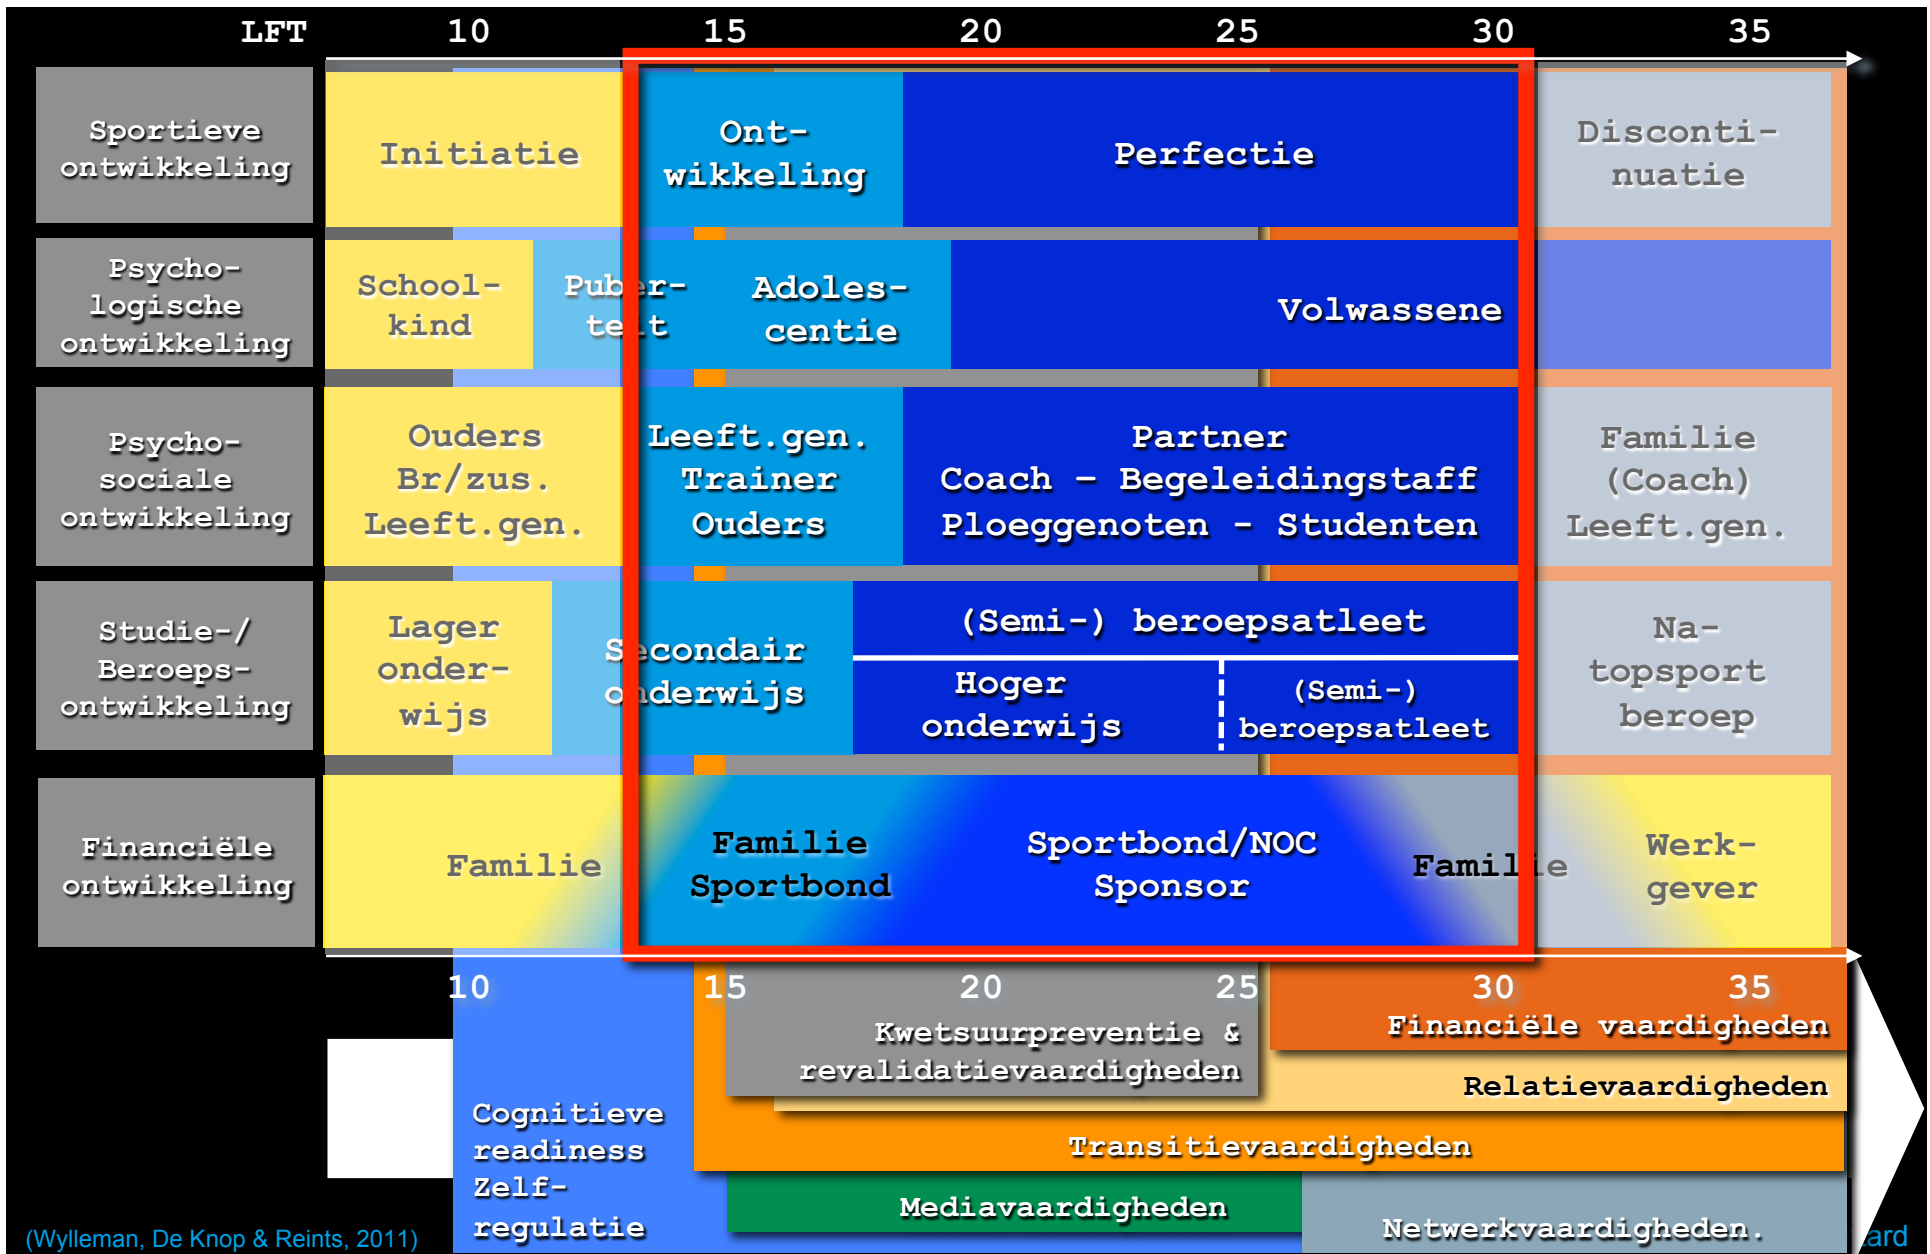 LFT 10 15 20 25 30 35
Sportieve
ontwikkeling
Initiatie
Ont-
wikkeling
Perfectie
Disconti-
nuatie
Psycho-
logische
ontwikkeling
School-
kind
Puber-
teit
Adoles-
centie
Volwassene
Psycho-
sociale
ontwikkeling
Ouders
Br/zus.
Leeft.gen.
Leeft.gen.
Trainer
Ouders
Partner
Coach – Begeleidingstaff
Ploeggenoten - Studenten
Familie
(Coach)
Leeft.gen.
Studie-/
Beroeps-
ontwikkeling
Lager
onder-
wijs
Secondair
onderwijs
(Semi-) beroepsatleet
Hoger
onderwijs
(Semi-)
beroepsatleet
Na-
topsport
beroep
Financiële
ontwikkeling
Familie
Familie
Sportbond
Sportbond/NOC
Sponsor
Familie
Werk-
gever
10 15 20 25 30 35
Kwetsuurpreventie &
revalidatievaardigheden
Financiële vaardigheden
Relatievaardigheden
Cognitieve
readiness
Zelf-
regulatie
Transitievaardigheden
Mediavaardigheden
Netwerkvaardigheden.
(Wylleman, De Knop & Reints, 2011)